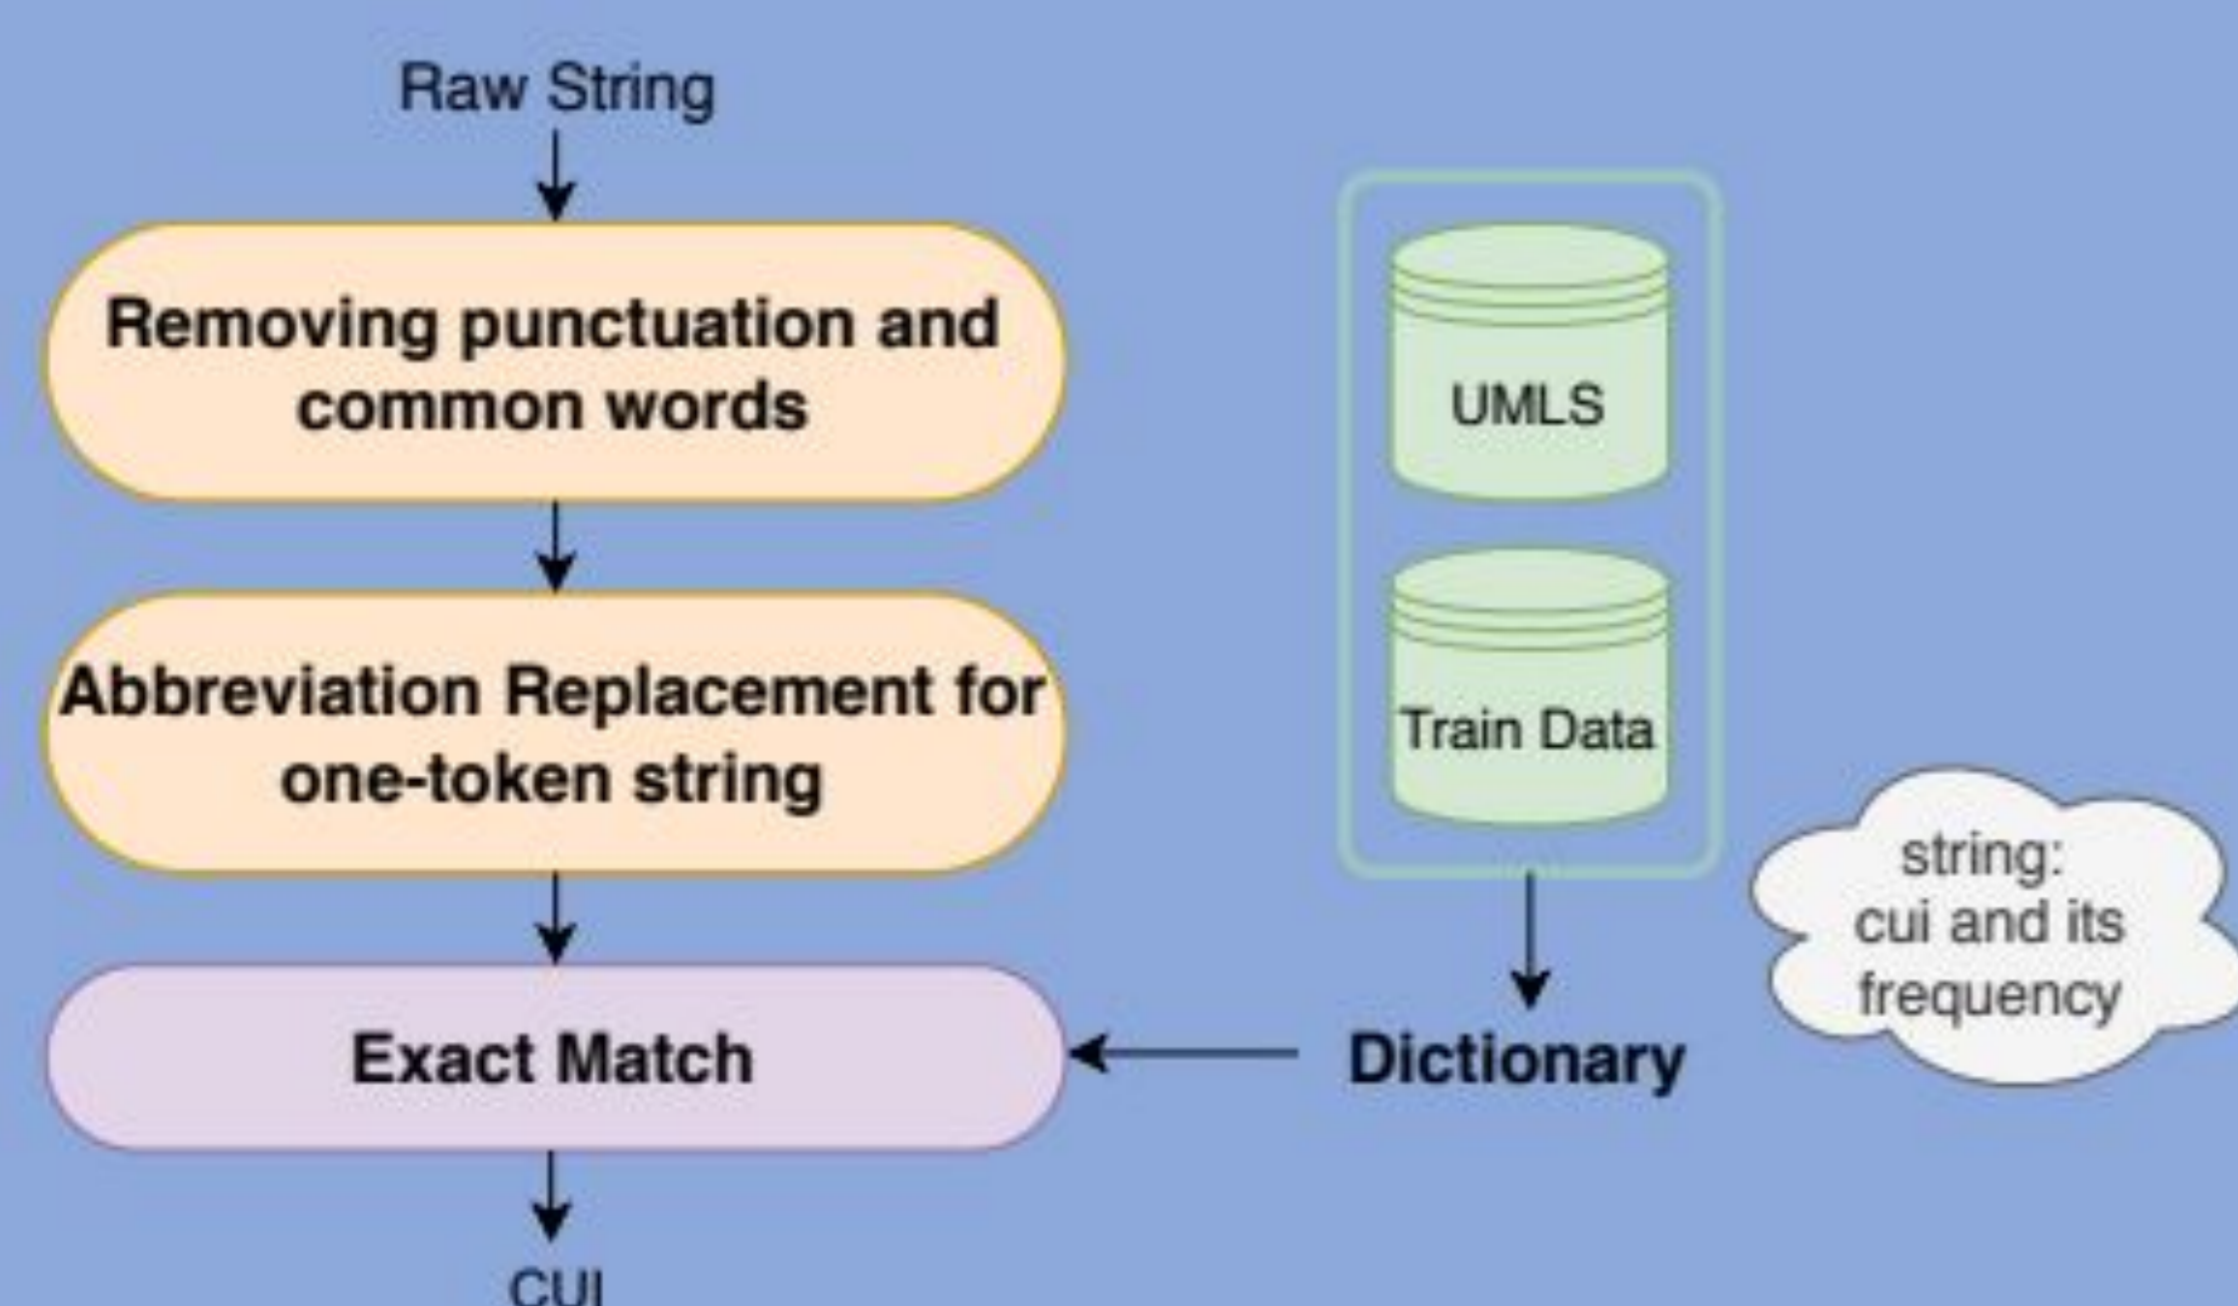 Raw String
Removing punctuation and
common words
Abbreviation Replacement for
one-token string
Exact Match
CUI
UMLS
Train Data
Dictionary
string:
cui and its
frequency